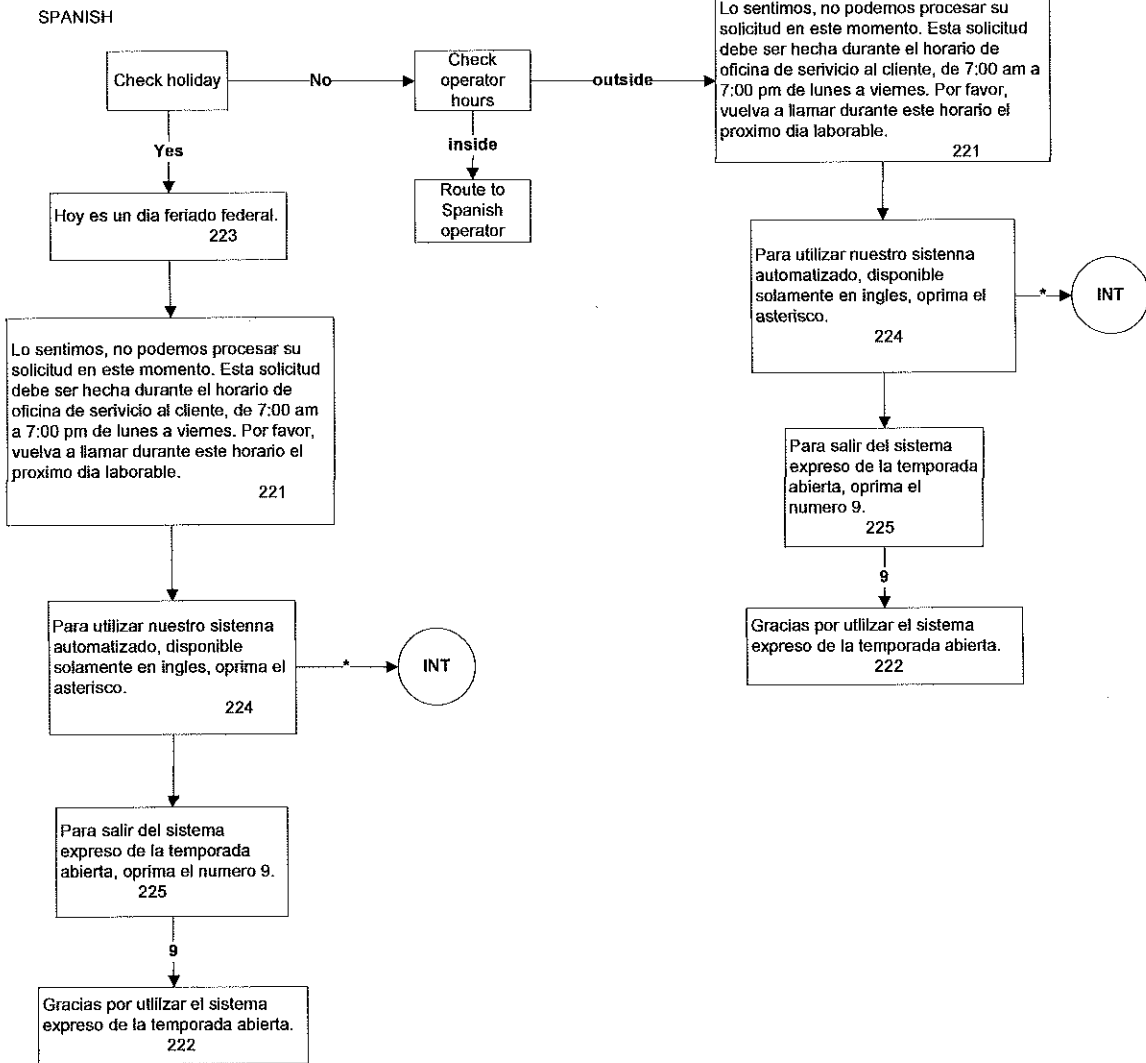 SPANISH
Check holiday
No
Check
operator
hours
outside
Lo sentimos, no podemos procesar su
solicitud en este momento. Esta solicitud
debe ser hecha durante el horario de
oficina de serivicio al cliente, de 7:00 am a
7:00 pm de lunes a viernes. Por favor,
vuelva a llamar durante este horario el
proximo dia laborable.
221
Yes
inside
Route to
Spanish
operator
Hoy es un dia feriado federal.
223
Para utilizar nuestro sistenna
automatizado, disponible
solamente en ingles, oprima el
asterisco.
224
*
INT
Lo sentimos, no podemos procesar su
solicitud en este momento. Esta solicitud
debe ser hecha durante el horario de
oficina de serivicio al cliente, de 7:00 am
a 7:00 pm de lunes a viernes. Por favor,
vuelva a llamar durante este horario el
proximo dia laborable.
221
Para salir del sistema
expreso de la temporada
abierta, oprima el
numero 9.
225
9
Gracias por utlilzar el sistema
expreso de la temporada abierta.
222
Para utilizar nuestro sistenna
automatizado, disponible
solamente en ingles, oprima el
asterisco.
224
*
INT
Para salir del sistema
expreso de la temporada
abierta, oprima el numero 9.
225
9
Gracias por utlilzar el sistema
expreso de la temporada abierta.
222